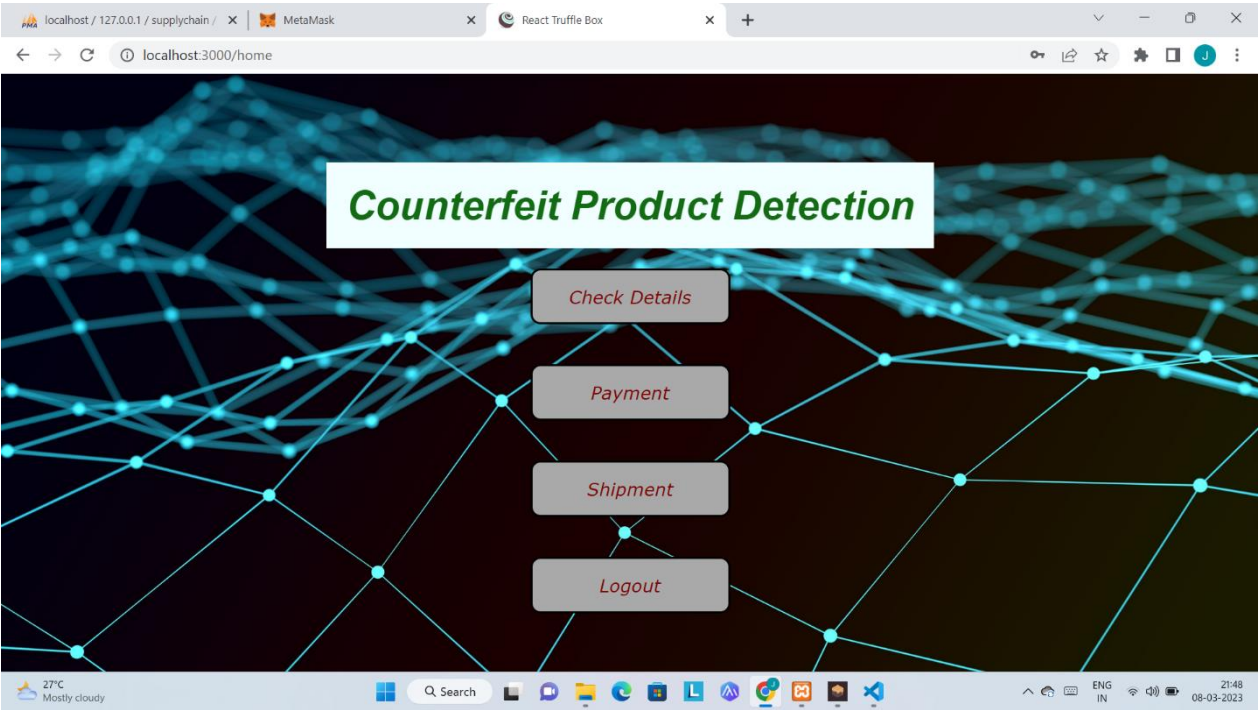 localhost / 127.0.0.1 / supplychain /
MetaMask
React Truffle Box
localhost:3000/home
J
Counterfeit Product Detection
Check Details
Payment
Shipment
Logout
27°C
Mostly cloudy
Search
L
ENG
IN
21:48
08-03-2023